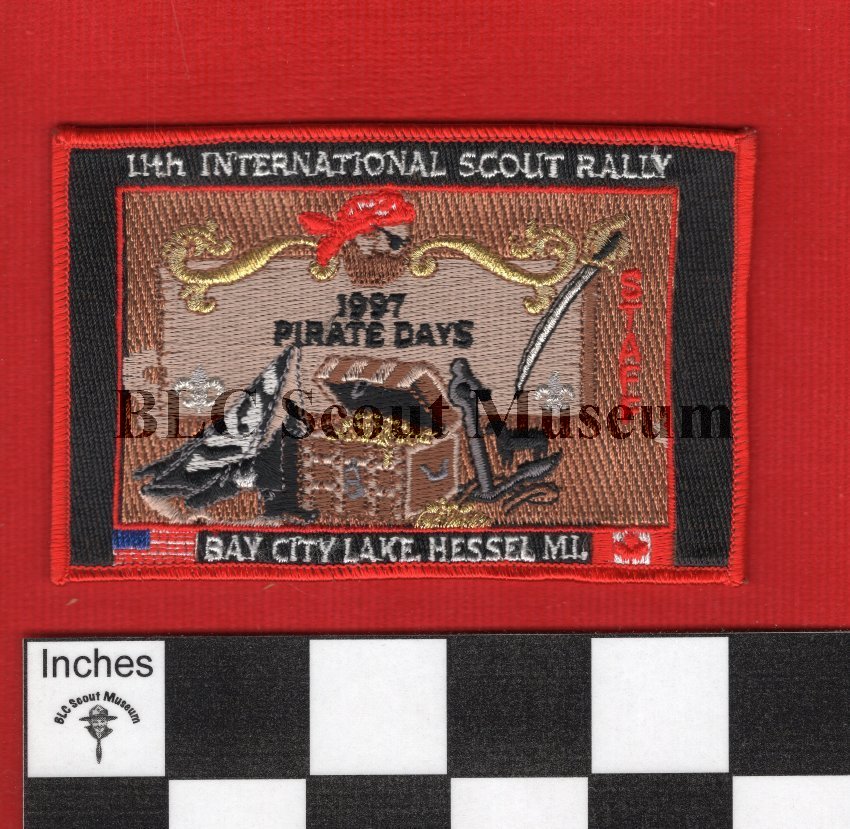 11th INTERNATIONAL SCOUT RALLY
1997
PIRATE DAYS
STAFF
BLC Scout Museum
BAY CITY LAKE, HESSEL M.I.
Inches
BLC Scout Museum